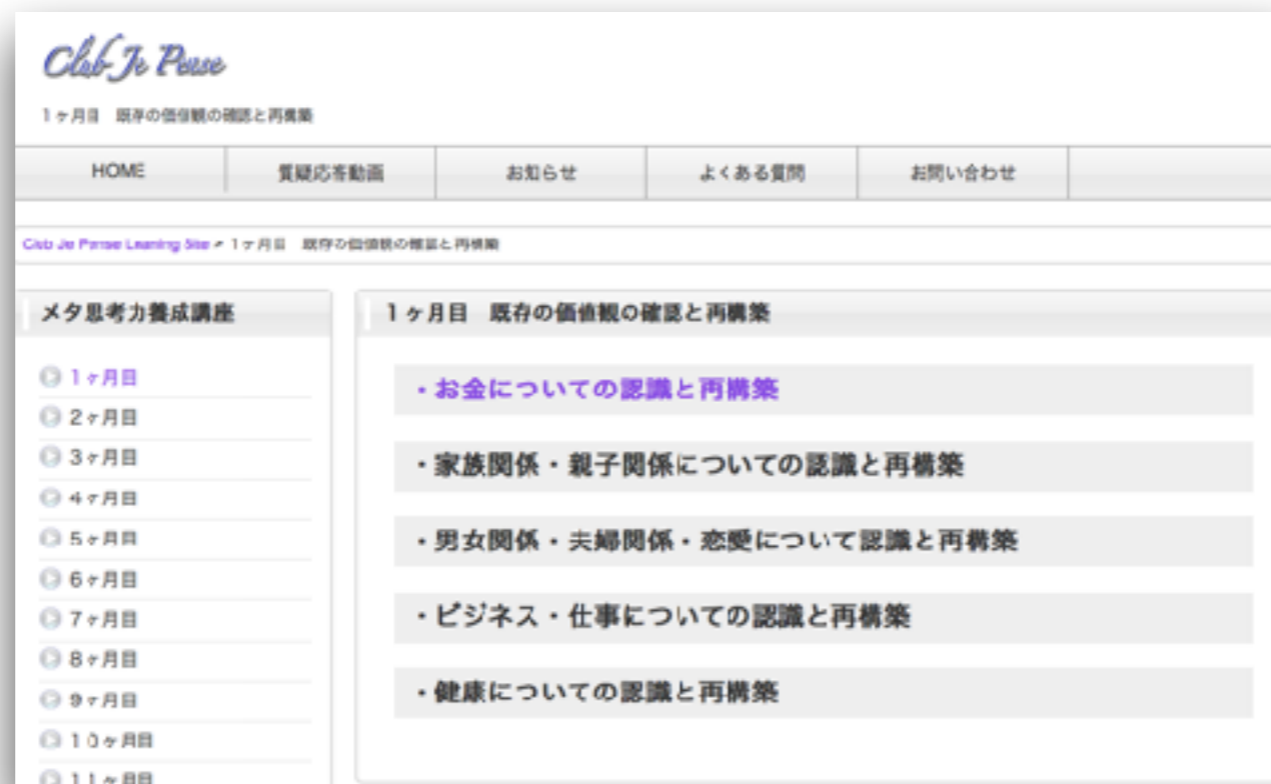 Club Je Pense
1ヶ月目 既存の価値観の確認と再構築
HOME 質疑応答動画 お知らせ よくある質問 お問い合わせ
Club Je Pense Learning Site > 1ヶ月目 既存の価値観の確認と再構築
メタ思考力養成講座
1ヶ月目
2ヶ月目
3ヶ月目
4ヶ月目
5ヶ月目
6ヶ月目
7ヶ月目
8ヶ月目
9ヶ月目
10ヶ月目
11ヶ月目
1ヶ月目 既存の価値観の確認と再構築
・お金についての認識と再構築
・家族関係・親子関係についての認識と再構築
・男女関係・夫婦関係・恋愛について認識と再構築
・ビジネス・仕事についての認識と再構築
・健康についての認識と再構築